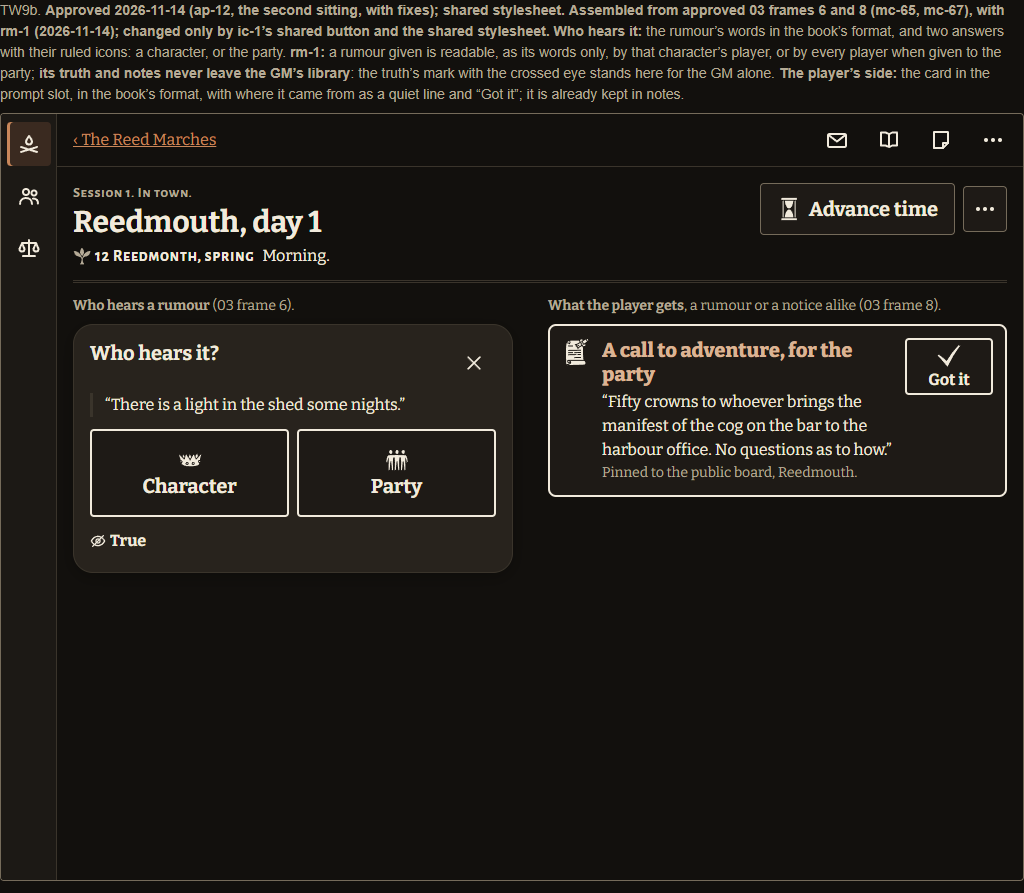 TW9b. Approved 2026-11-14 (ap-12, the second sitting, with fixes); shared stylesheet. Assembled from approved 03 frames 6 and 8 (mc-65, mc-67), with
rm-1 (2026-11-14); changed only by ic-1’s shared button and the shared stylesheet. Who hears it: the rumour’s words in the book’s format, and two answers
with their ruled icons: a character, or the party. rm-1: a rumour given is readable, as its words only, by that character’s player, or by every player when given to the
party; its truth and notes never leave the GM’s library: the truth’s mark with the crossed eye stands here for the GM alone. The player’s side: the card in the
prompt slot, in the book’s format, with where it came from as a quiet line and “Got it”; it is already kept in notes.
‹ The Reed Marches
Session 1. In town.
Reedmouth, day 1
12 Reedmonth, spring Morning.
Advance time
Who hears a rumour (03 frame 6).
Who hears it?
“There is a light in the shed some nights.”
Character
Party
True
What the player gets, a rumour or a notice alike (03 frame 8).
A call to adventure, for the
party
“Fifty crowns to whoever brings the
manifest of the cog on the bar to the
harbour office. No questions as to how.”
Pinned to the public board, Reedmouth.
Got it